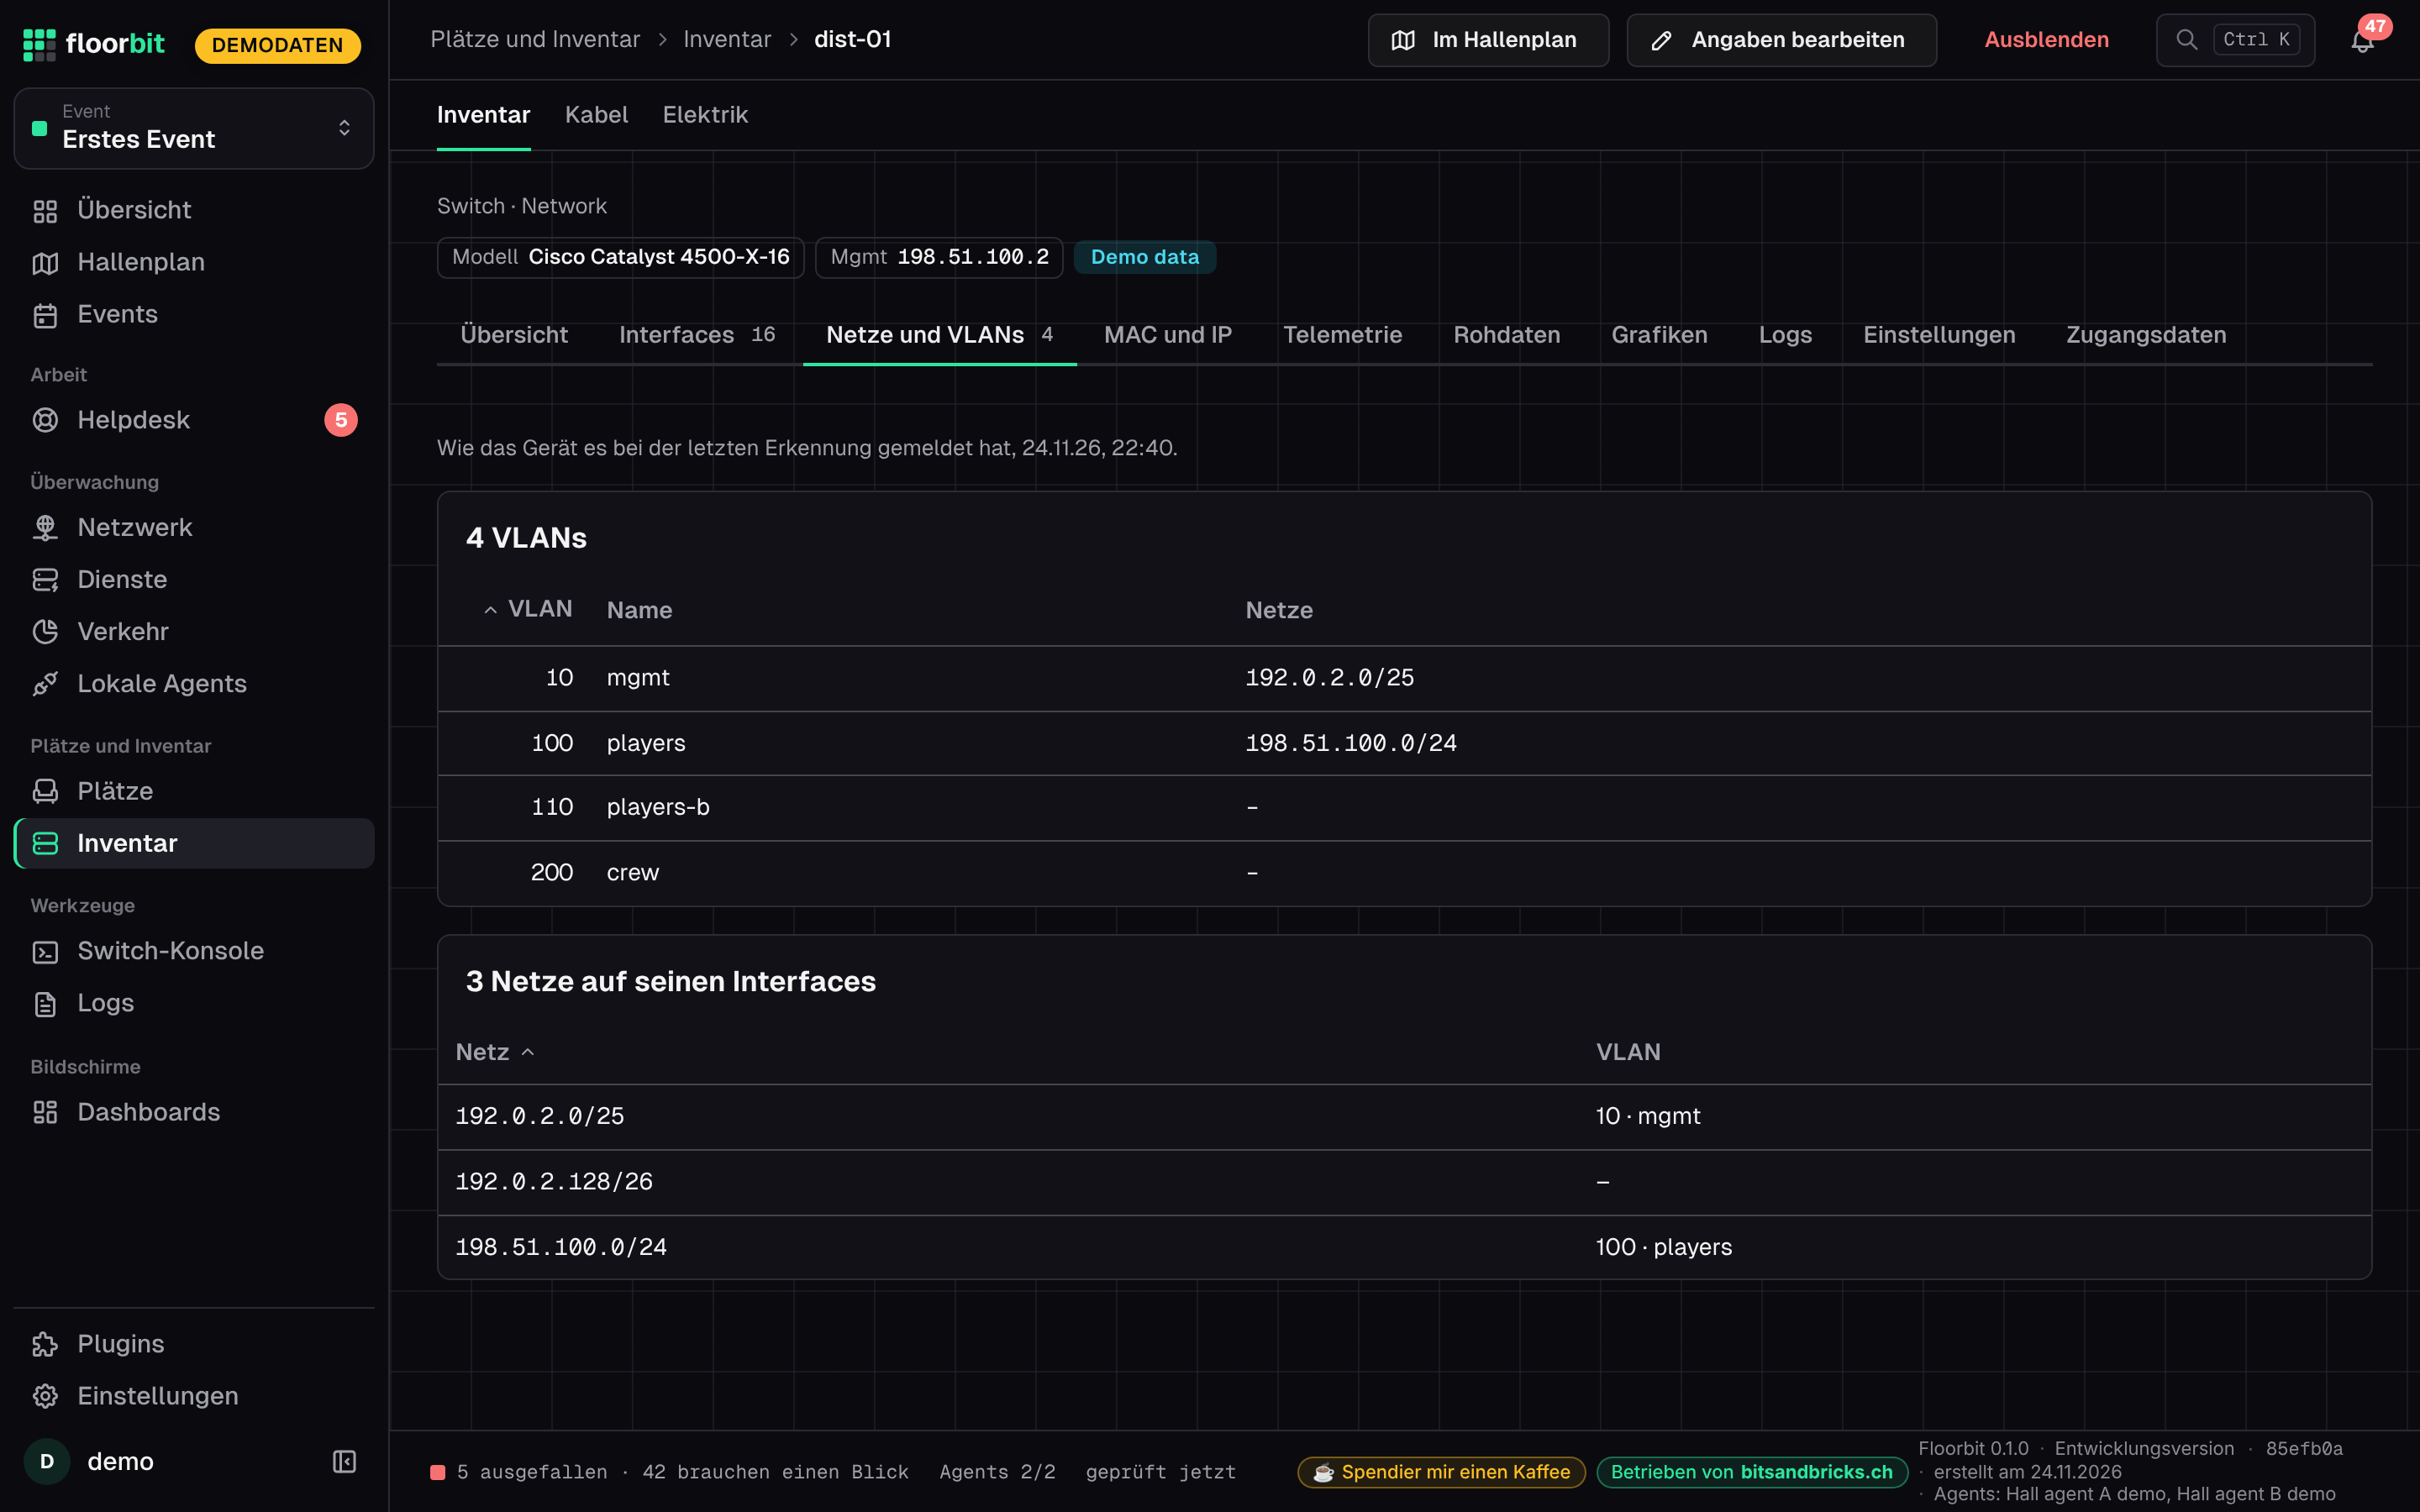 floorbit DEMODATEN
Event
Erstes Event
Übersicht
Hallenplan
Events
Arbeit
Helpdesk 5
Überwachung
Netzwerk
Dienste
Verkehr
Lokale Agents
Plätze und Inventar
Plätze
Inventar
Werkzeuge
Switch-Konsole
Logs
Bildschirme
Dashboards
Plugins
Einstellungen
D demo
Plätze und Inventar > Inventar > dist-01
Im Hallenplan
Angaben bearbeiten
Ausblenden
Ctrl K
47
Inventar Kabel Elektrik
Switch · Network
Modell Cisco Catalyst 4500-X-16 Mgmt 198.51.100.2 Demo data
Übersicht Interfaces 16 Netze und VLANs 4 MAC und IP Telemetrie Rohdaten Grafiken Logs Einstellungen Zugangsdaten
Wie das Gerät es bei der letzten Erkennung gemeldet hat, 24.11.26, 22:40.
4 VLANs
VLAN Name Netze
10 mgmt 192.0.2.0/25
100 players 198.51.100.0/24
110 players-b –
200 crew –
3 Netze auf seinen Interfaces
Netz VLAN
192.0.2.0/25 10 · mgmt
192.0.2.128/26 –
198.51.100.0/24 100 · players
5 ausgefallen · 42 brauchen einen Blick Agents 2/2 geprüft jetzt
Spendier mir einen Kaffee
Betrieben von bitsandbricks.ch
Floorbit 0.1.0 · Entwicklungsversion · 85efb0a
· erstellt am 24.11.2026
· Agents: Hall agent A demo, Hall agent B demo